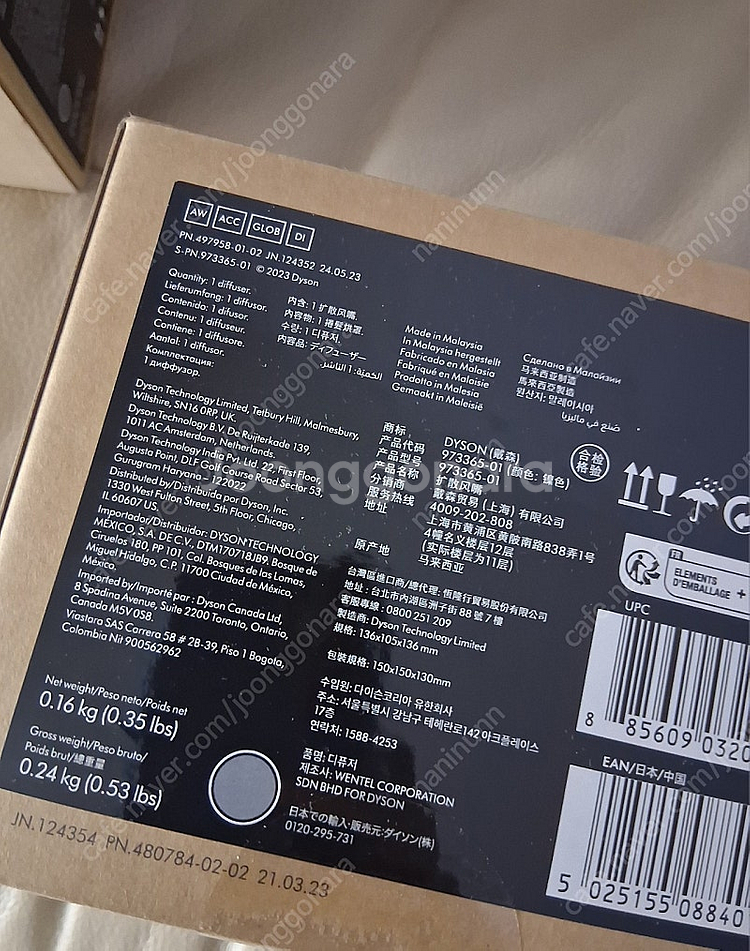 AW ACC GLOB DI
PN.497958-01-02 JN.124352 24.05.23
S-PN.973365-01 © 2023 Dyson
Quantity: 1 diffuser.
Lieferumfang: 1 diffusor.
Contenido: 1 difusor.
Contenu: 1 diffuseur.
Contiene: 1 diffusore.
Aantal: 1 diffusor.
Комплектация:
1 диффузор.
内含: 1 扩散风嘴.
内容物: 1 捲髮烘罩.
수량: 1 디퓨저.
内容品: ディフューザー
الكمية: 1 الناشر.
Made in Malaysia
In Malaysia hergestellt
Fabricado en Malasia
Fabriqué en Malaisie
Prodotto in Malesia
Gemaakt in Maleisië
Сделано в Малайзии
马来西亚制造
馬來西亞製造
원산지: 말레이시아
صنع في ماليزيا
Dyson Technology Limited, Tetbury Hill, Malmesbury,
Wiltshire, SN16 0RP, UK.
Dyson Technology B.V. De Ruijterkade 139,
1011 AC Amsterdam, Netherlands.
Dyson Technology India Pvt Ltd. 22, First Floor,
Augusta Point, DLF Golf Course Road Sector 53,
Gurugram Haryana - 122022
Distributed by/Distribuido por Dyson, Inc.
1330 West Fulton Street, 5th Floor, Chicago,
IL 60607 US.
Importador/Distribuidor: DYSON TECHNOLOGY
MÉXICO, S.A. DE C.V. DTM170718JB9, Bosque de
Ciruelos 180, PP 101, Col. Bosques de las Lomos,
Miguel Hidalgo, C.P. 11700 Ciudad de México,
México.
Imported by/Importé par : Dyson Canada Ltd,
8 Spadina Avenue, Suite 2200 Toronto, Ontario,
Canada M5V 0S8.
Viastara SAS Carrera 58 # 2B-39, Piso 1 Bogota,
Colombia Nit 900562962
商标 DYSON (戴森)
产品代码 973365-01 (颜色: 镍色)
产品型号 973365-01
产品名称 扩散风嘴
分销商 戴森贸易 (上海) 有限公司
服务热线 4009-202-808
地址 上海市黄浦区黄陂南路838弄1号
4幢名义楼层12层
(实际楼层为11层)
原产地 马来西亚
合格
检验
台灣區進口商/總代理. 恆隆行貿易股份有限公司
地址 : 台北市內湖區洲子街 88 號 7 樓
客服專線 : 0800 251 209
製造商: Dyson Technology Limited
規格: 136x105x136 mm
包裝規格: 150x150x130mm
수입원: 다이슨코리아 유한회사
주소: 서울특별시 강남구 테헤란로142 아크플레이스
17층
연락처: 1588-4253
품명: 디퓨저
제조사: WENTEL CORPORATION
SDN BHD FOR DYSON
日本での輸入・販売元: ダイソン(株)
0120-295-731
Net weight/Peso neto/Poids net
0.16 kg (0.35 lbs)
Gross weight/Peso bruto/
Poids brut/總重量
0.24 kg (0.53 lbs)
FR
ELEMENTS
D'EMBALLAGE +
UPC
8 85609 0320
EAN/日本/中国
5 025155 08840
JN.124354 PN.480784-02-02 21.03.23
joonggonara
cafe.naver.com/joonggonara
naninunn